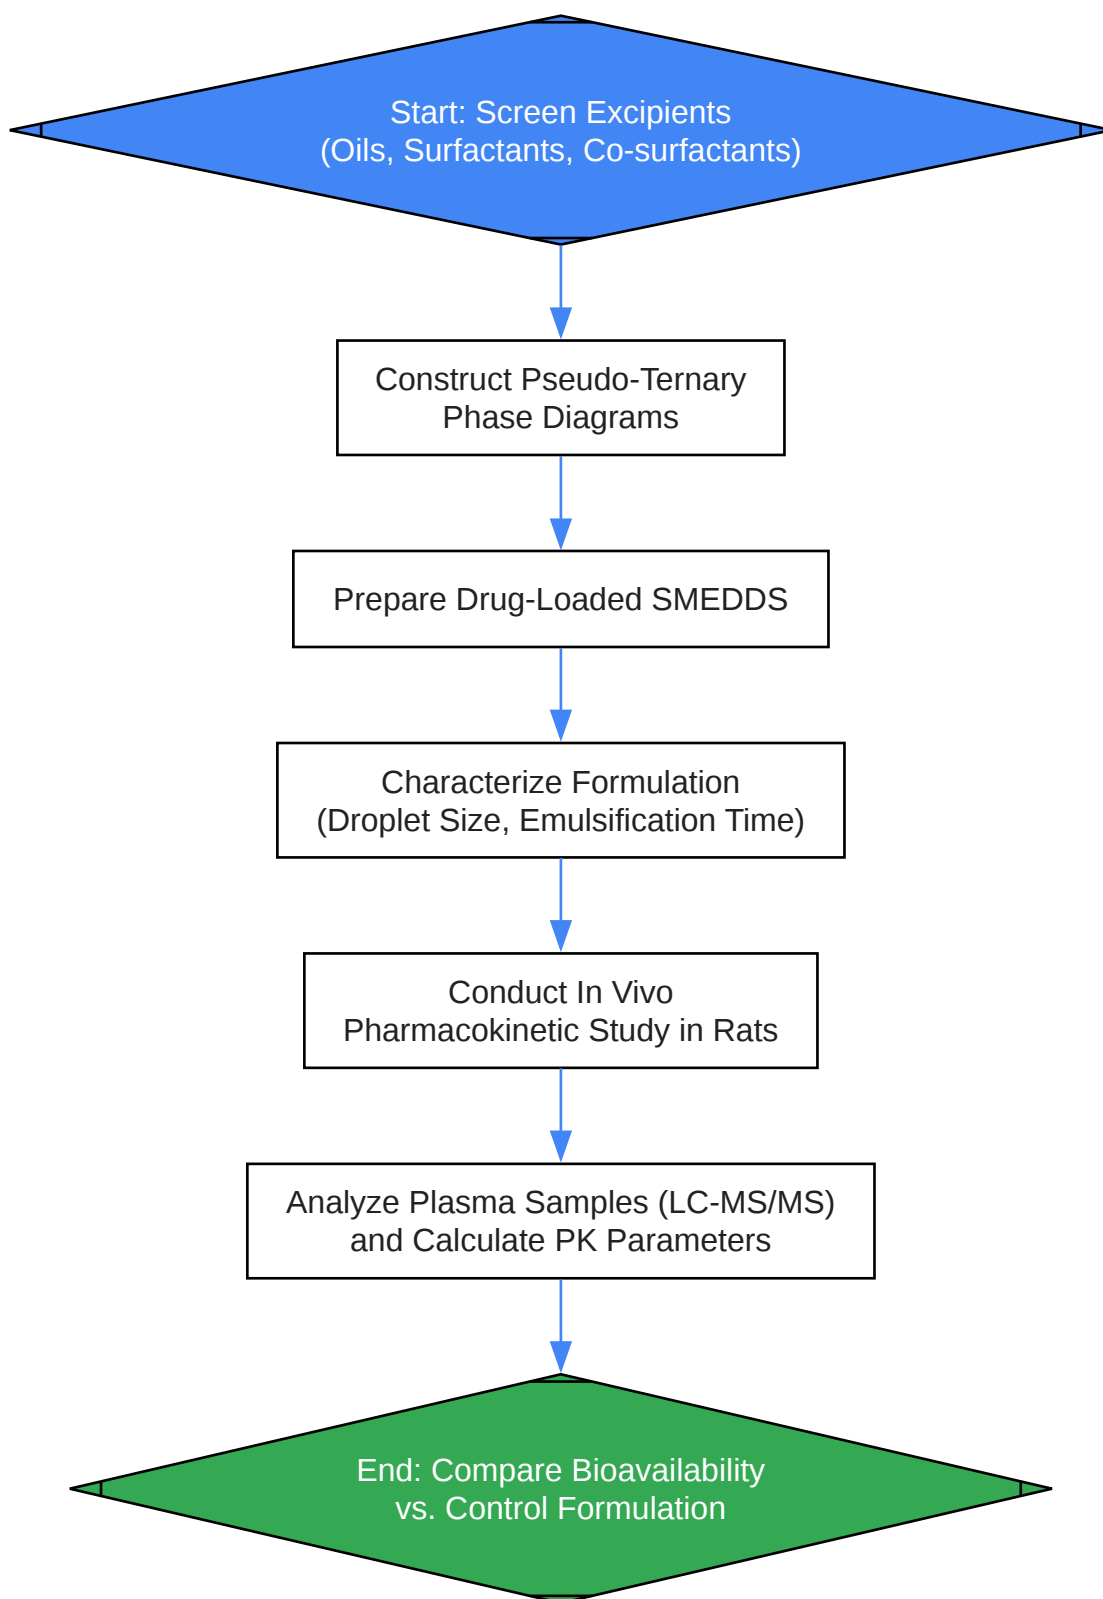 Start: Screen Excipients
(Oils, Surfactants, Co-surfactants)
Construct Pseudo-Ternary
Phase Diagrams
Prepare Drug-Loaded SMEDDS
Characterize Formulation
(Droplet Size, Emulsification Time)
Conduct In Vivo
Pharmacokinetic Study in Rats
Analyze Plasma Samples (LC-MS/MS)
and Calculate PK Parameters
End: Compare Bioavailability
vs. Control Formulation